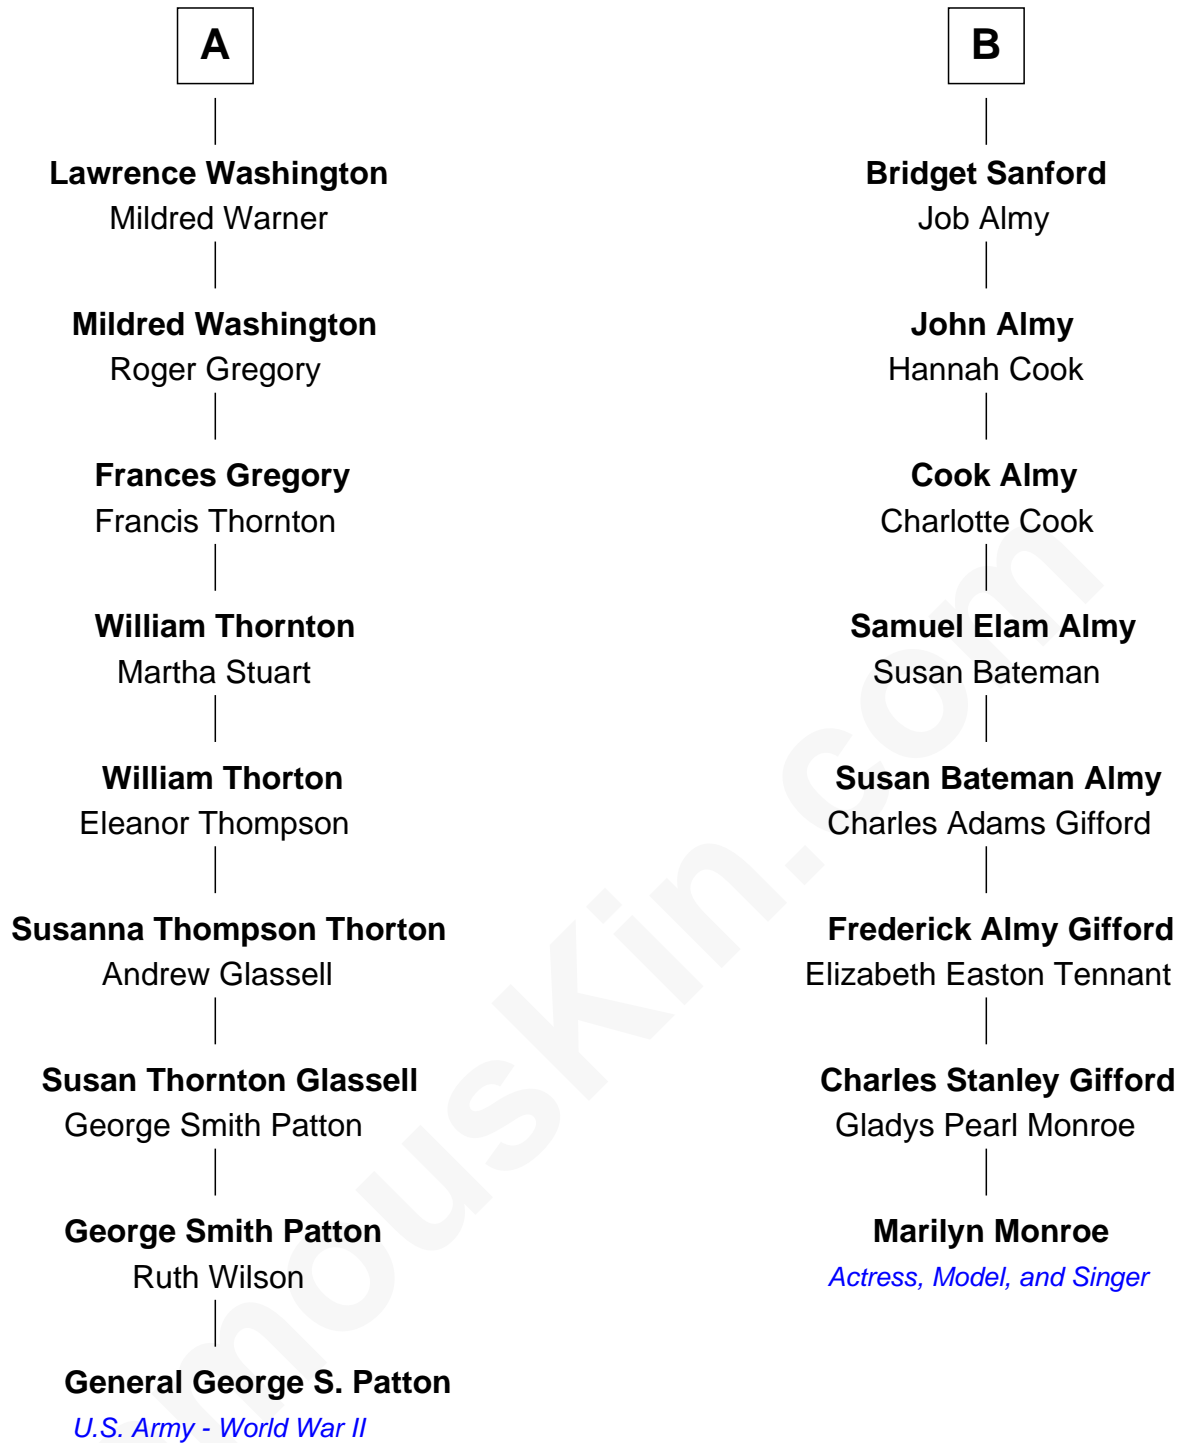 A
Lawrence Washington
Mildred Warner
Mildred Washington
Roger Gregory
Frances Gregory
Francis Thornton
William Thornton
Martha Stuart
William Thorton
Eleanor Thompson
Susanna Thompson Thorton
Andrew Glassell
Susan Thornton Glassell
George Smith Patton
George Smith Patton
Ruth Wilson
General George S. Patton
U.S. Army - World War II
B
Bridget Sanford
Job Almy
John Almy
Hannah Cook
Cook Almy
Charlotte Cook
Samuel Elam Almy
Susan Bateman
Susan Bateman Almy
Charles Adams Gifford
Frederick Almy Gifford
Elizabeth Easton Tennant
Charles Stanley Gifford
Gladys Pearl Monroe
Marilyn Monroe
Actress, Model, and Singer
mousKin.com